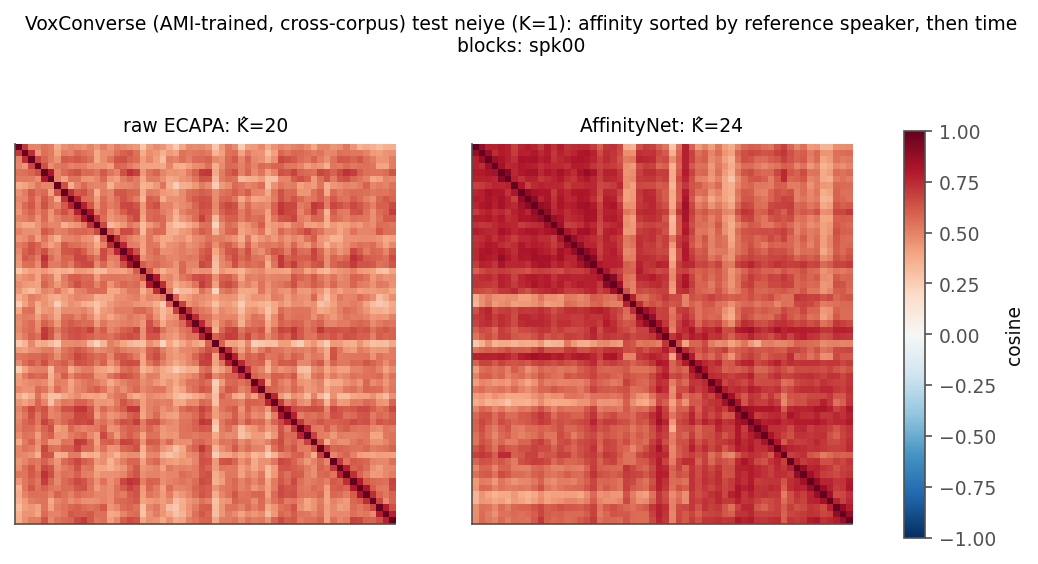 VoxConverse (AMI-trained, cross-corpus) test neiye (K=1): affinity sorted by reference speaker, then time
blocks: spk00
raw ECAPA: K̂=20
AffinityNet: K̂=24
1.00
0.75
0.50
0.25
0.00
−0.25
−0.50
−0.75
−1.00
cosine